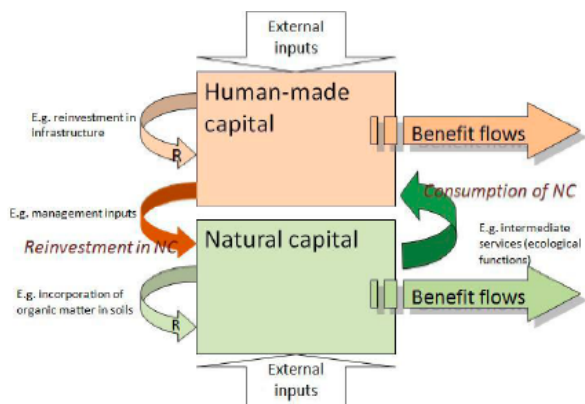 External
inputs
Human-made
capital
E.g. reinvestment in
infrastructure
R
Benefit flows
Consumption of NC
E.g. management inputs
Reinvestment in NC
Natural capital
E.g. intermediate
services (ecological
functions)
E.g. incorporation of
organic matter in soils
R
Benefit flows
External
inputs